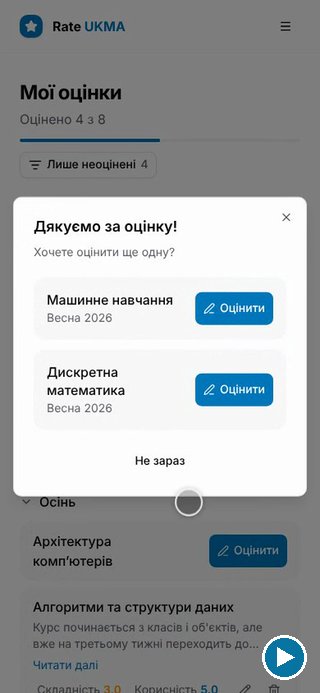 Rate UKMA
Мої оцінки
Оцінено 4 з 8
Лише неоцінені 4
Дякуємо за оцінку!
Хочете оцінити ще одну?
Машинне навчання
Весна 2026
Оцінити
Дискретна
математика
Весна 2026
Оцінити
Не зараз
Осінь
Архітектура
комп’ютерів
Оцінити
Алгоритми та структури даних
Курс починається з класів і об'єктів, але
вже на третьому тижні переходить до...
Читати далі
Складність 3.0 Корисність 5.0